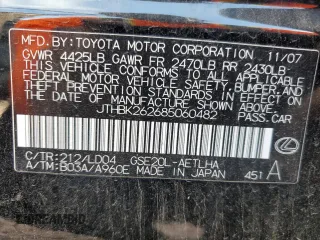 MFD. BY: TOYOTA MOTOR CORPORATION 11/07
GVWR 4425LB GAWR FR 2470LB RR 2430LB
THIS VEHICLE CONFORMS TO ALL APPLICABLE
FEDERAL MOTOR VEHICLE SAFETY, BUMPER, AND
THEFT PREVENTION STANDARDS IN EFFECT ON
THE DATE OF MANUFACTURE SHOWN ABOVE.
JTHBK262685060482 PASS. CAR
C/TR: 212/LD04 GSE20L-AETLHA
A/TM: B03A/A960E MADE IN JAPAN 451 A